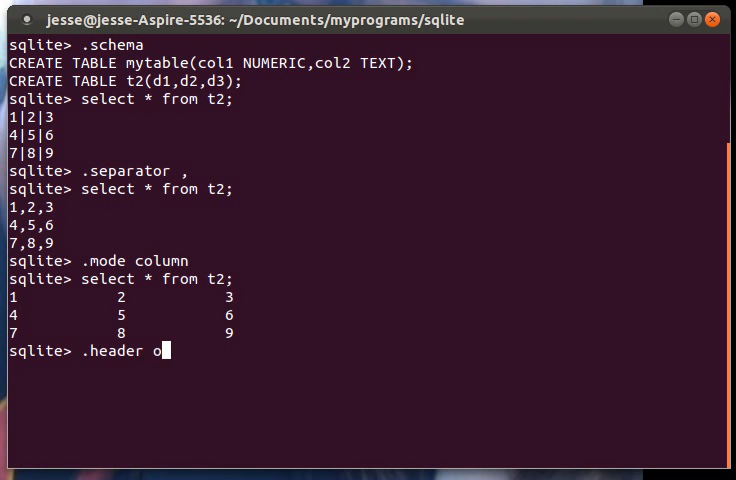 jesse@jesse-Aspire-5536: ~/Documents/myprograms/sqlite
sqlite> .schema
CREATE TABLE mytable(col1 NUMERIC,col2 TEXT);
CREATE TABLE t2(d1,d2,d3);
sqlite> select * from t2;
1|2|3
4|5|6
7|8|9
sqlite> .separator ,
sqlite> select * from t2;
1,2,3
4,5,6
7,8,9
sqlite> .mode column
sqlite> select * from t2;
1           2           3
4           5           6
7           8           9
sqlite> .header o